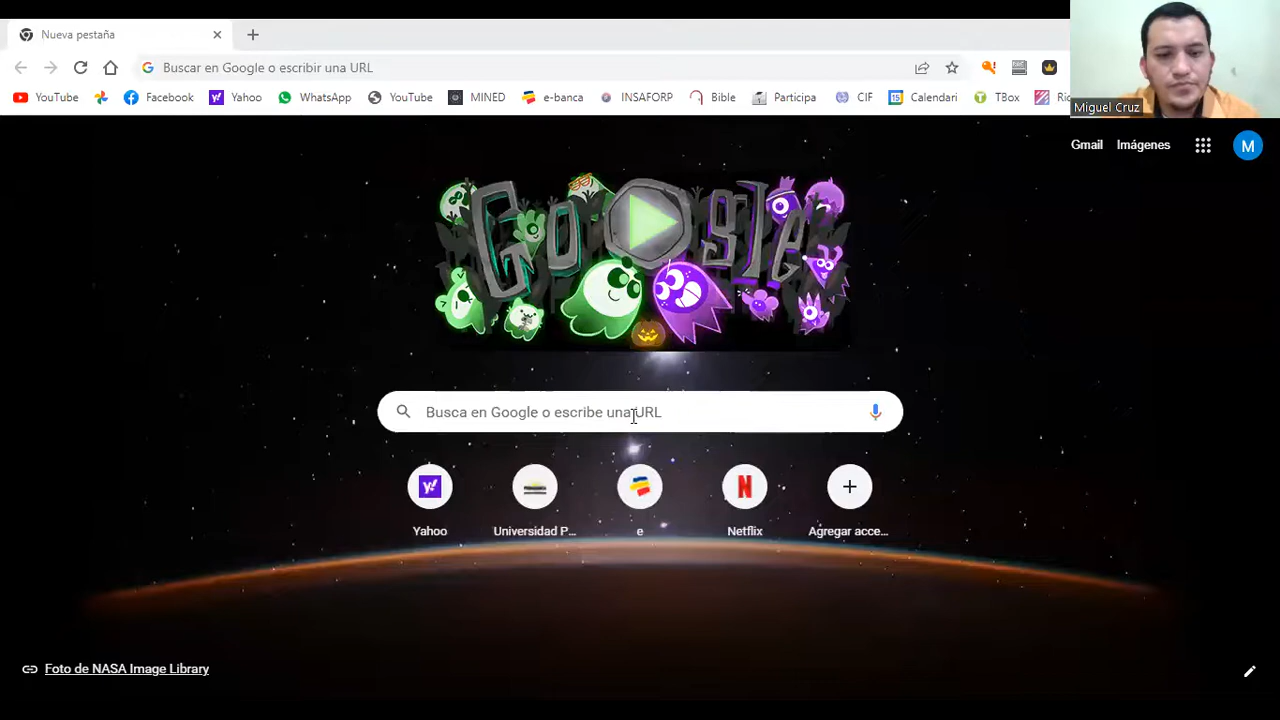 Nueva pestaña
Buscar en Google o escribir una URL
YouTube Facebook Yahoo WhatsApp YouTube MINED e-banca INSAFORP Bible Participa CIF Calendari TBox Ric
Miguel Cruz
Gmail Imágenes M
Google
Busca en Google o escribe una URL
Yahoo Universidad P... e Netflix Agregar acce...
Foto de NASA Image Library